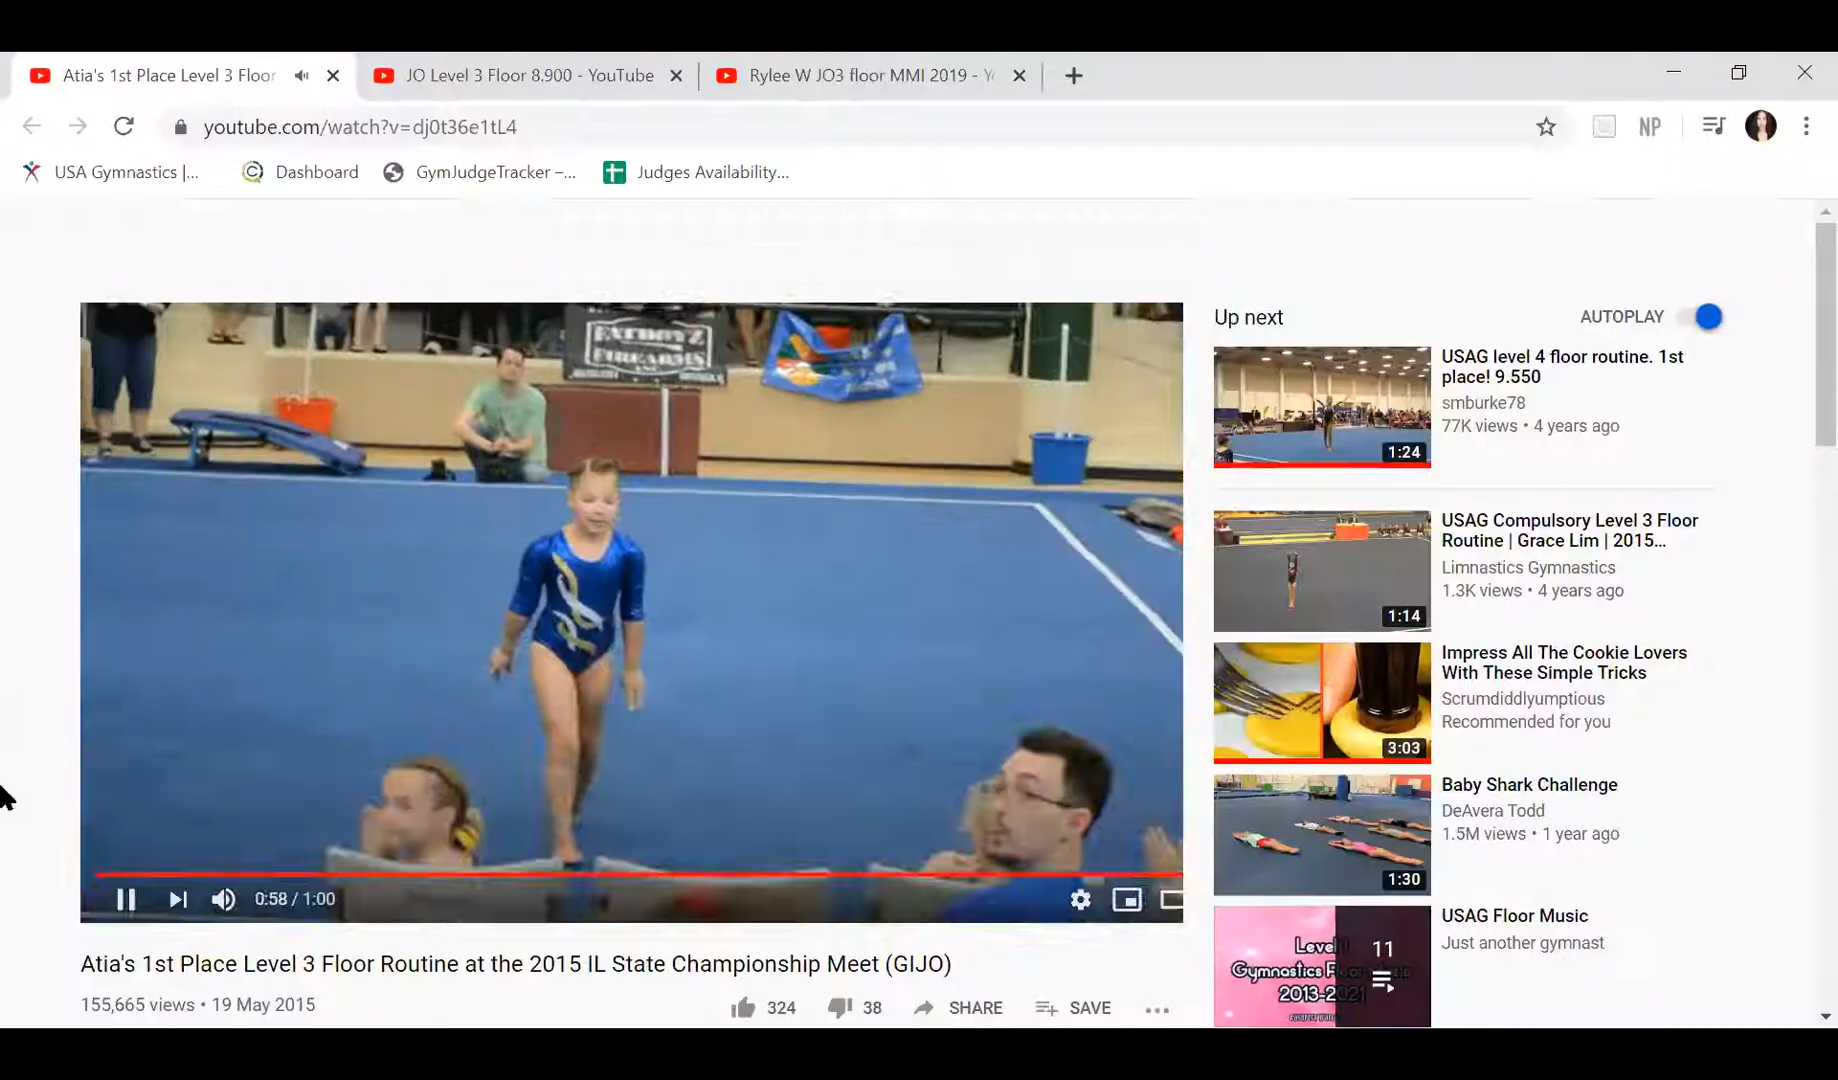 Atia's 1st Place Level 3 Floor
JO Level 3 Floor 8.900 - YouTube
Rylee W JO3 floor MMI 2019 -
youtube.com/watch?v=dj0t36e1tL4
NP
USA Gymnastics |...
Dashboard
GymJudgeTracker –...
Judges Availability...
FIREARMS
Up next
AUTOPLAY
USAG level 4 floor routine. 1st
place! 9.550
smburke78
77K views • 4 years ago
1:24
USAG Compulsory Level 3 Floor
Routine | Grace Lim | 2015...
Limnastics Gymnastics
1.3K views • 4 years ago
1:14
Impress All The Cookie Lovers
With These Simple Tricks
Scrumdiddlyumptious
Recommended for you
3:03
Baby Shark Challenge
DeAvera Todd
1.5M views • 1 year ago
1:30
USAG Floor Music
Just another gymnast
Level
Gymnastics
2013-2021
11
0:58 / 1:00
Atia's 1st Place Level 3 Floor Routine at the 2015 IL State Championship Meet (GIJO)
155,665 views • 19 May 2015
324
38
SHARE
SAVE